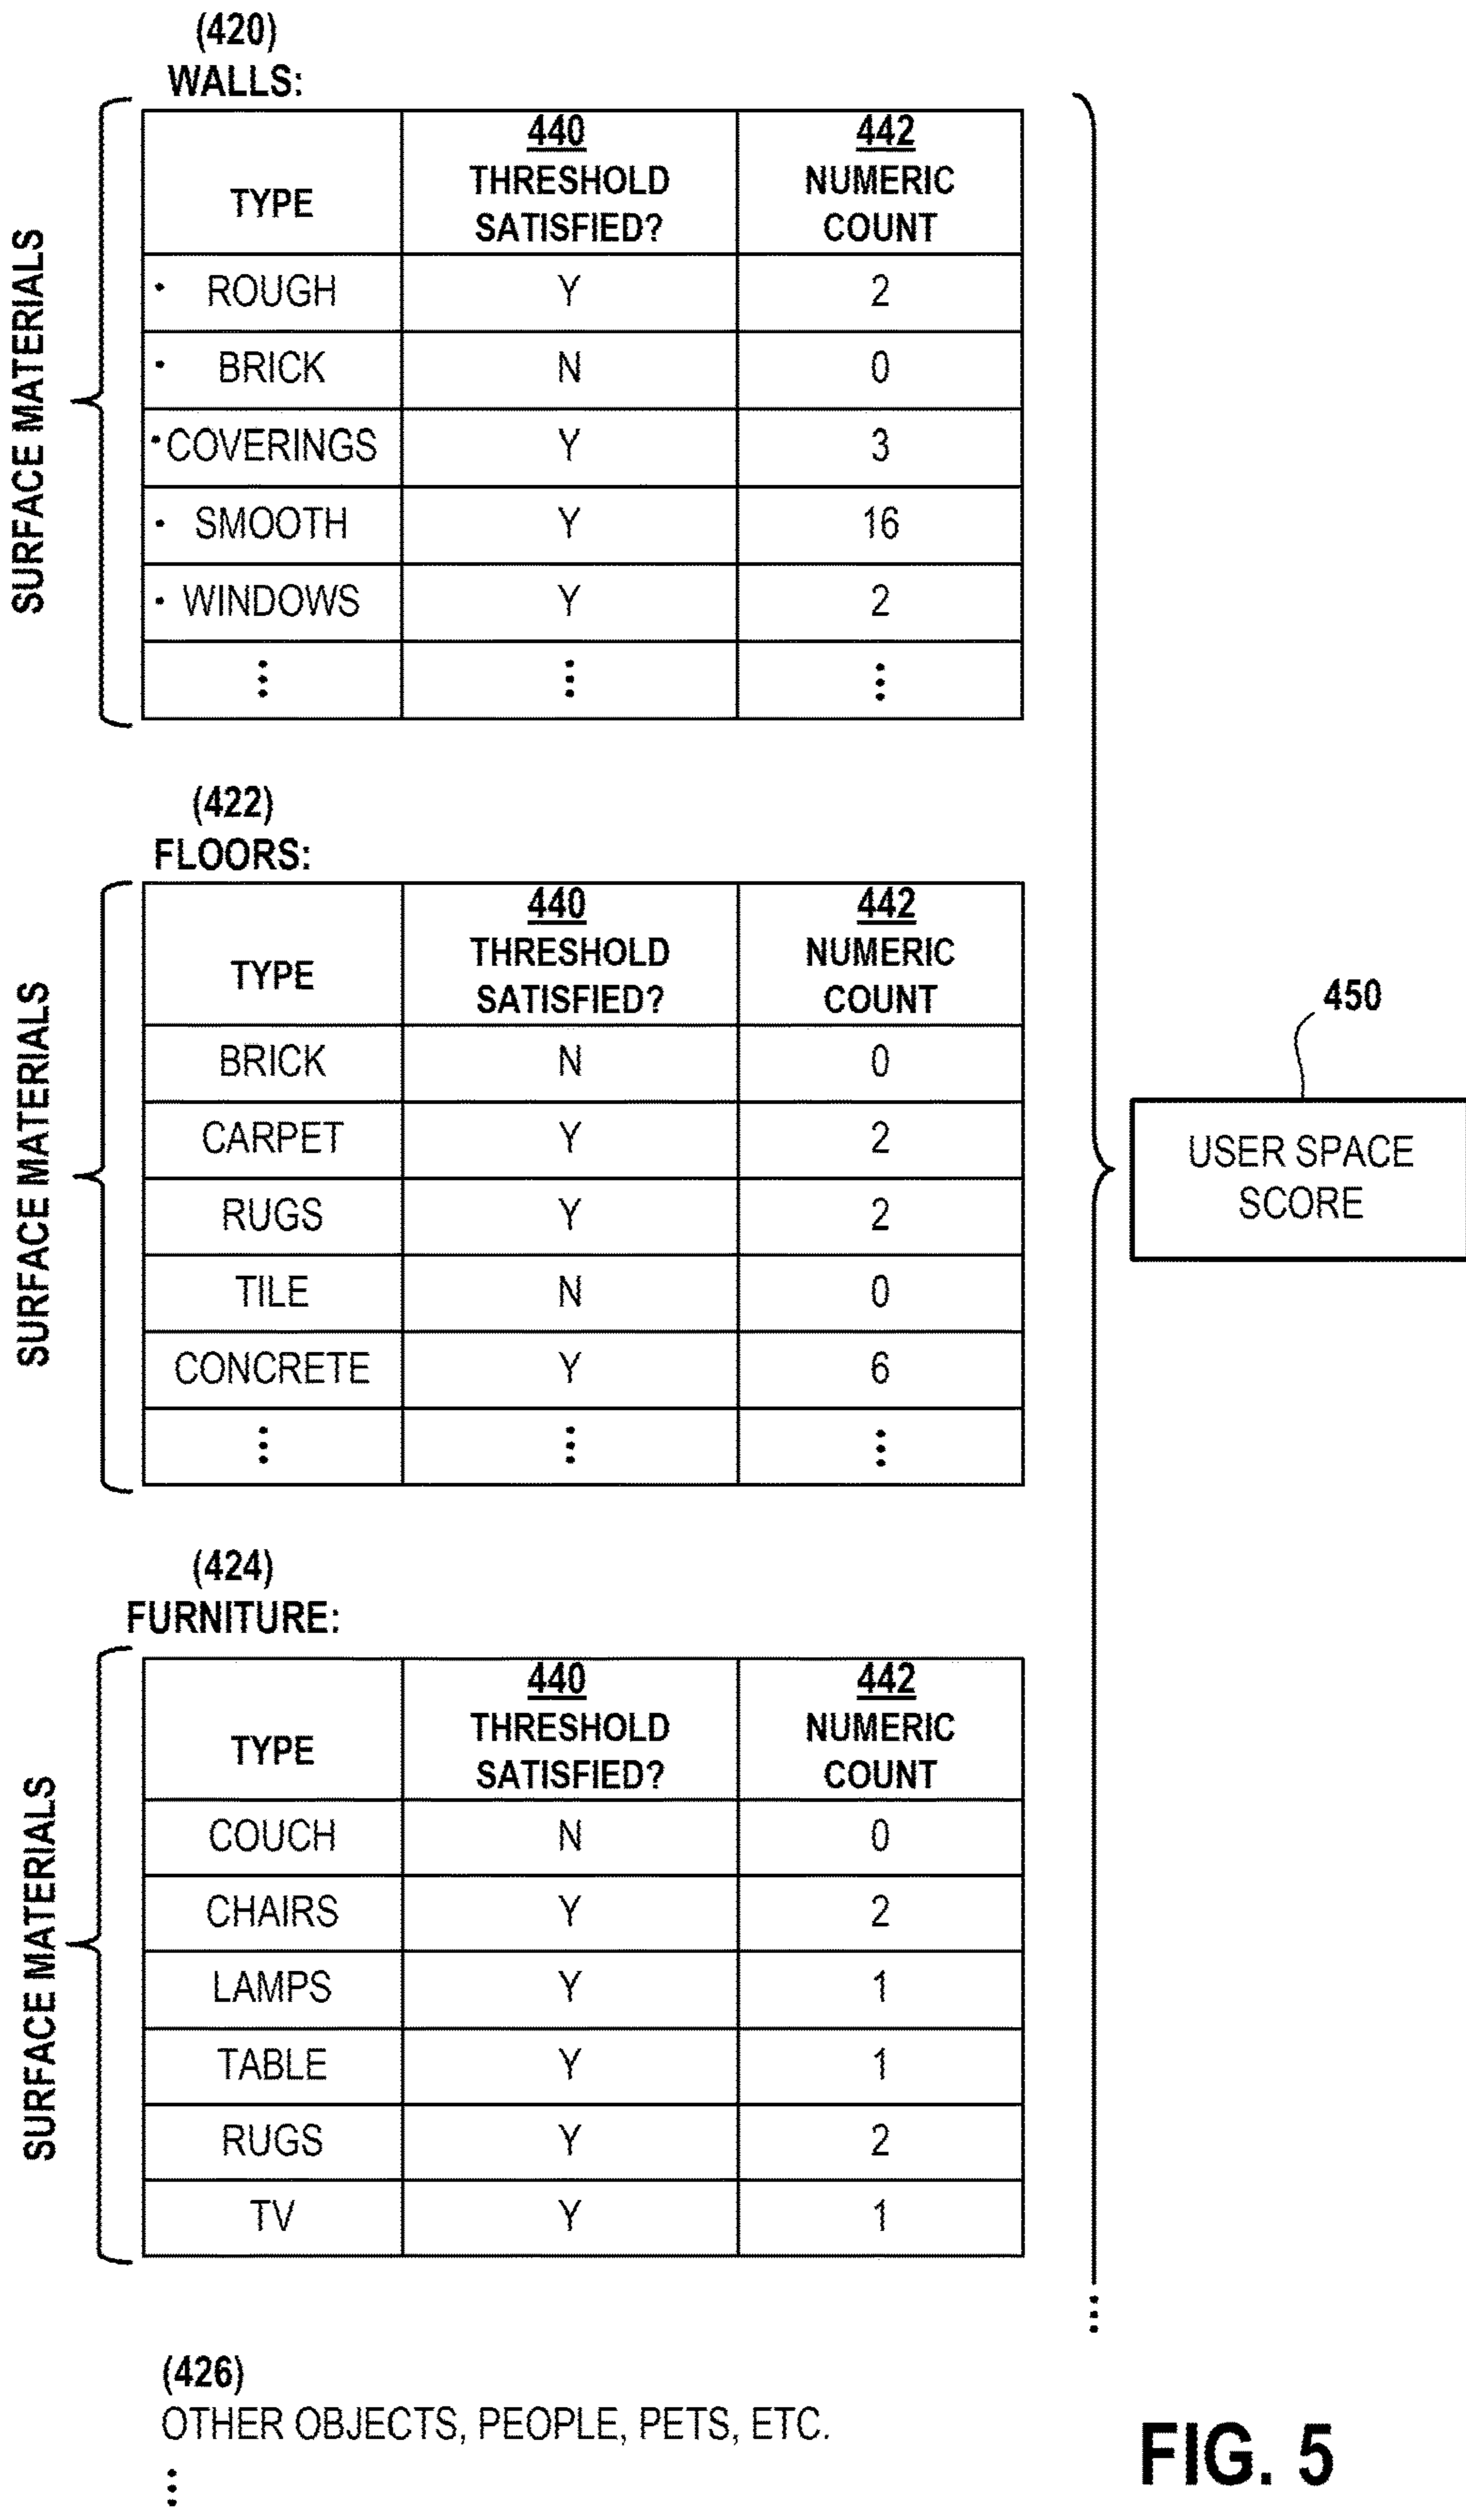 (420)
WALLS:
SURFACE MATERIALS
TYPE
440
THRESHOLD
SATISFIED?
442
NUMERIC
COUNT
• ROUGH Y 2
• BRICK N 0
• COVERINGS Y 3
• SMOOTH Y 16
• WINDOWS Y 2
⋮ ⋮ ⋮
(422)
FLOORS:
SURFACE MATERIALS
TYPE
440
THRESHOLD
SATISFIED?
442
NUMERIC
COUNT
BRICK N 0
CARPET Y 2
RUGS Y 2
TILE N 0
CONCRETE Y 6
⋮ ⋮ ⋮
450
USER SPACE
SCORE
(424)
FURNITURE:
SURFACE MATERIALS
TYPE
440
THRESHOLD
SATISFIED?
442
NUMERIC
COUNT
COUCH N 0
CHAIRS Y 2
LAMPS Y 1
TABLE Y 1
RUGS Y 2
TV Y 1
⋮
(426)
OTHER OBJECTS, PEOPLE, PETS, ETC.
⋮
FIG. 5